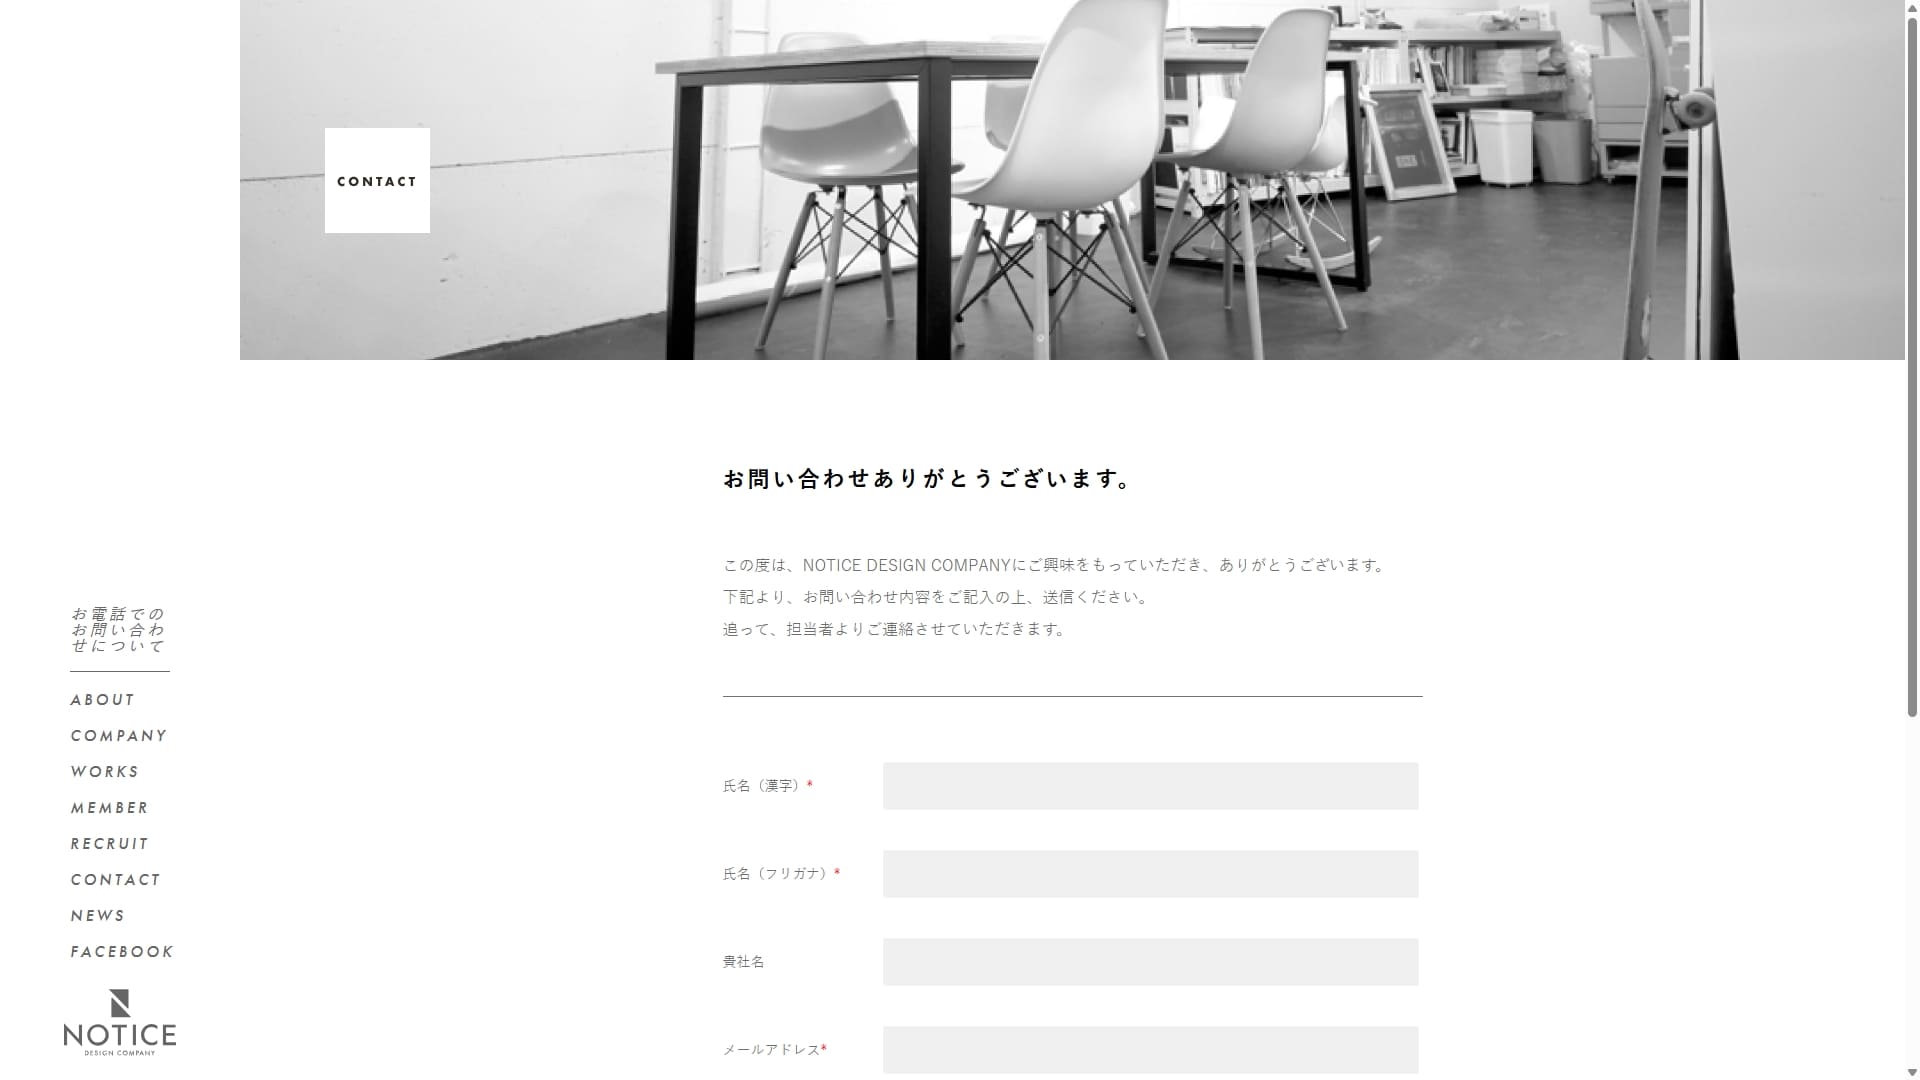 CONTACT
お問い合わせありがとうございます。
この度は、NOTICE DESIGN COMPANYにご興味をもっていただき、ありがとうございます。
下記より、お問い合わせ内容をご記入の上、送信ください。
追って、担当者よりご連絡させていただきます。
氏名（漢字）*
氏名（フリガナ）*
貴社名
メールアドレス*
お電話での
お問い合わ
せについて
ABOUT
COMPANY
WORKS
MEMBER
RECRUIT
CONTACT
NEWS
FACEBOOK
NOTICE
DESIGN COMPANY